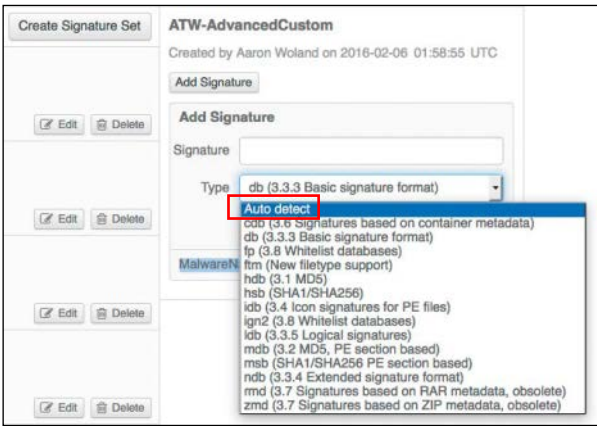 Create Signature Set
ATW-AdvancedCustom
Created by Aaron Woland on 2016-02-06 01:58:55 UTC
Add Signature
Add Signature
Edit Delete
Signature
Type db (3.3.3 Basic signature format)
Auto detect
cdb (3.6 Signatures based on container metadata)
Edit Delete
db (3.3.3 Basic signature format)
fp (3.8 Whitelist databases)
MalwareN
ftm (New filetype support)
hdb (3.1 MD5)
hsb (SHA1/SHA256)
idb (3.4 Icon signatures for PE files)
Edit Delete
ign2 (3.8 Whitelist databases)
ldb (3.3.5 Logical signatures)
mdb (3.2 MD5, PE section based)
msb (SHA1/SHA256 PE section based)
ndb (3.3.4 Extended signature format)
rmd (3.7 Signatures based on RAR metadata, obsolete)
Edit Delete
zmd (3.7 Signatures based on ZIP metadata, obsolete)